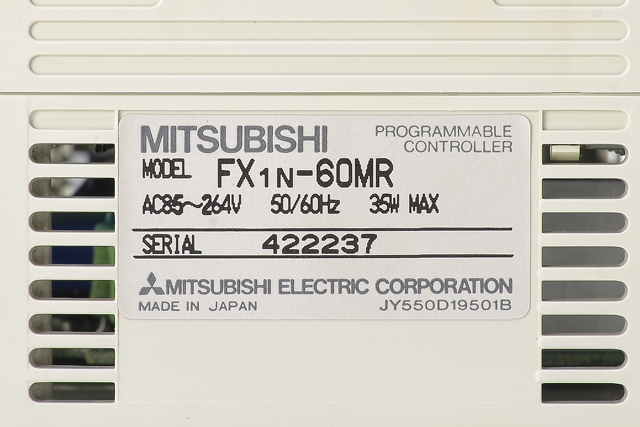 MITSUBISHI PROGRAMMABLE CONTROLLER
MODEL FX1N-60MR
AC85~264V 50/60Hz 35W MAX
SERIAL 422237
MITSUBISHI ELECTRIC CORPORATION
MADE IN JAPAN JY550D19501B